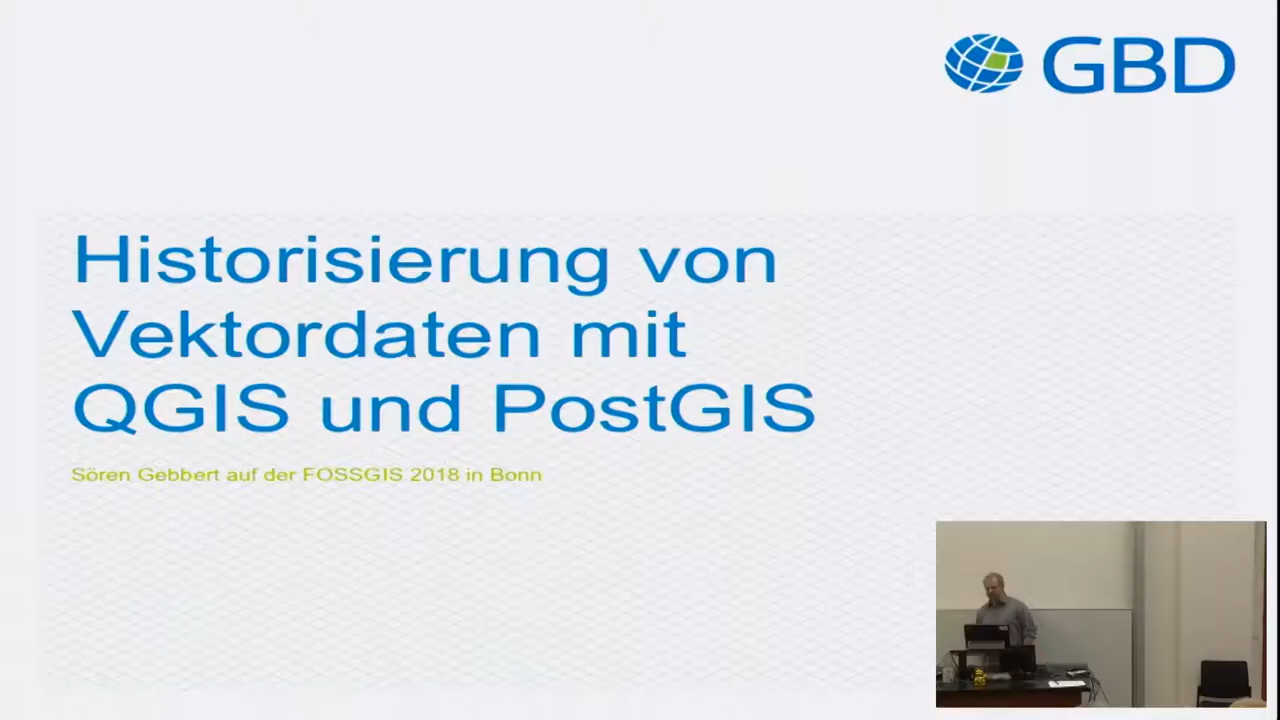 GBD
Historisierung von
Vektordaten mit
QGIS und PostGIS
Sören Gebbert auf der FOSSGIS 2018 in Bonn